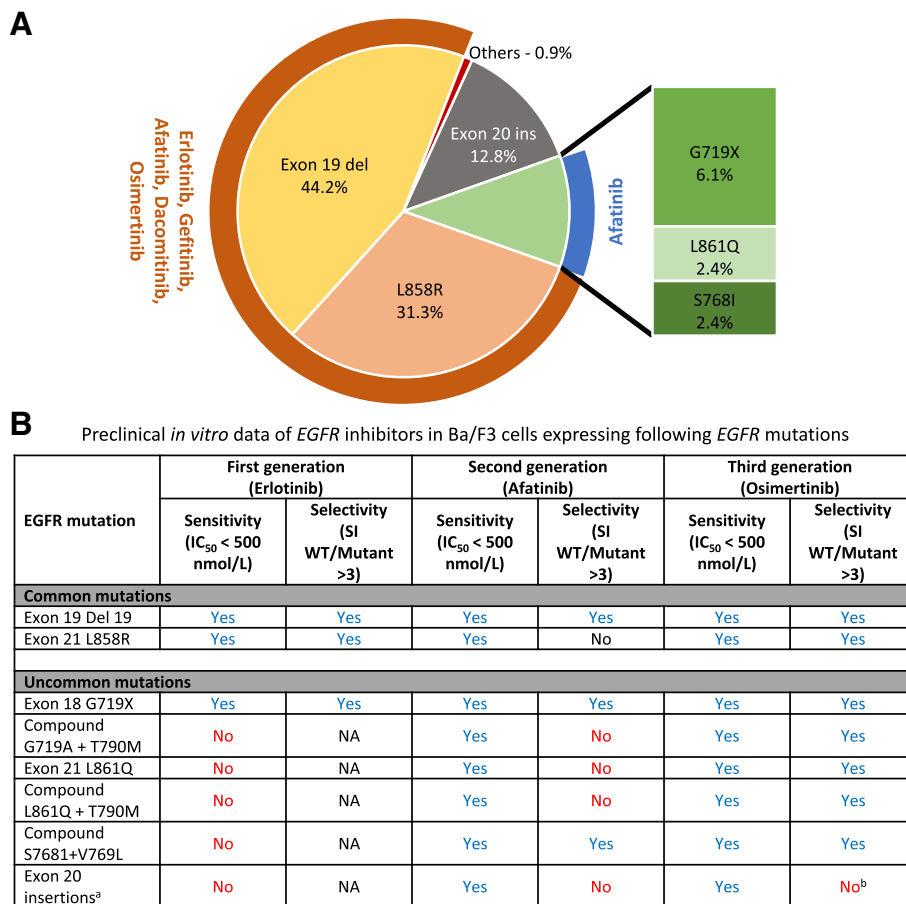 A
Others - 0.9%
Exon 20 ins
12.8%
Exon 19 del
44.2%
L858R
31.3%
Erlotinib, Gefitinib,
Afatinib, Dacomitinib,
Osimertinib
Afatinib
G719X
6.1%
L861Q
2.4%
S768I
2.4%
B
Preclinical in vitro data of EGFR inhibitors in Ba/F3 cells expressing following EGFR mutations
EGFR mutation
First generation
(Erlotinib)
Second generation
(Afatinib)
Third generation
(Osimertinib)
Sensitivity
(IC50 < 500
nmol/L)
Selectivity
(SI
WT/Mutant
>3)
Sensitivity
(IC50 < 500
nmol/L)
Selectivity
(SI
WT/Mutant
>3)
Sensitivity
(IC50 < 500
nmol/L)
Selectivity
(SI
WT/Mutant
>3)
Common mutations
Exon 19 Del 19 Yes Yes Yes Yes Yes Yes
Exon 21 L858R Yes Yes Yes No Yes Yes
Uncommon mutations
Exon 18 G719X Yes Yes Yes Yes Yes Yes
Compound
G719A + T790M No NA Yes No Yes Yes
Exon 21 L861Q No NA Yes No Yes Yes
Compound
L861Q + T790M No NA Yes No Yes Yes
Compound
S7681+V769L No NA Yes Yes Yes Yes
Exon 20
insertionsa No NA Yes No Yes Nob